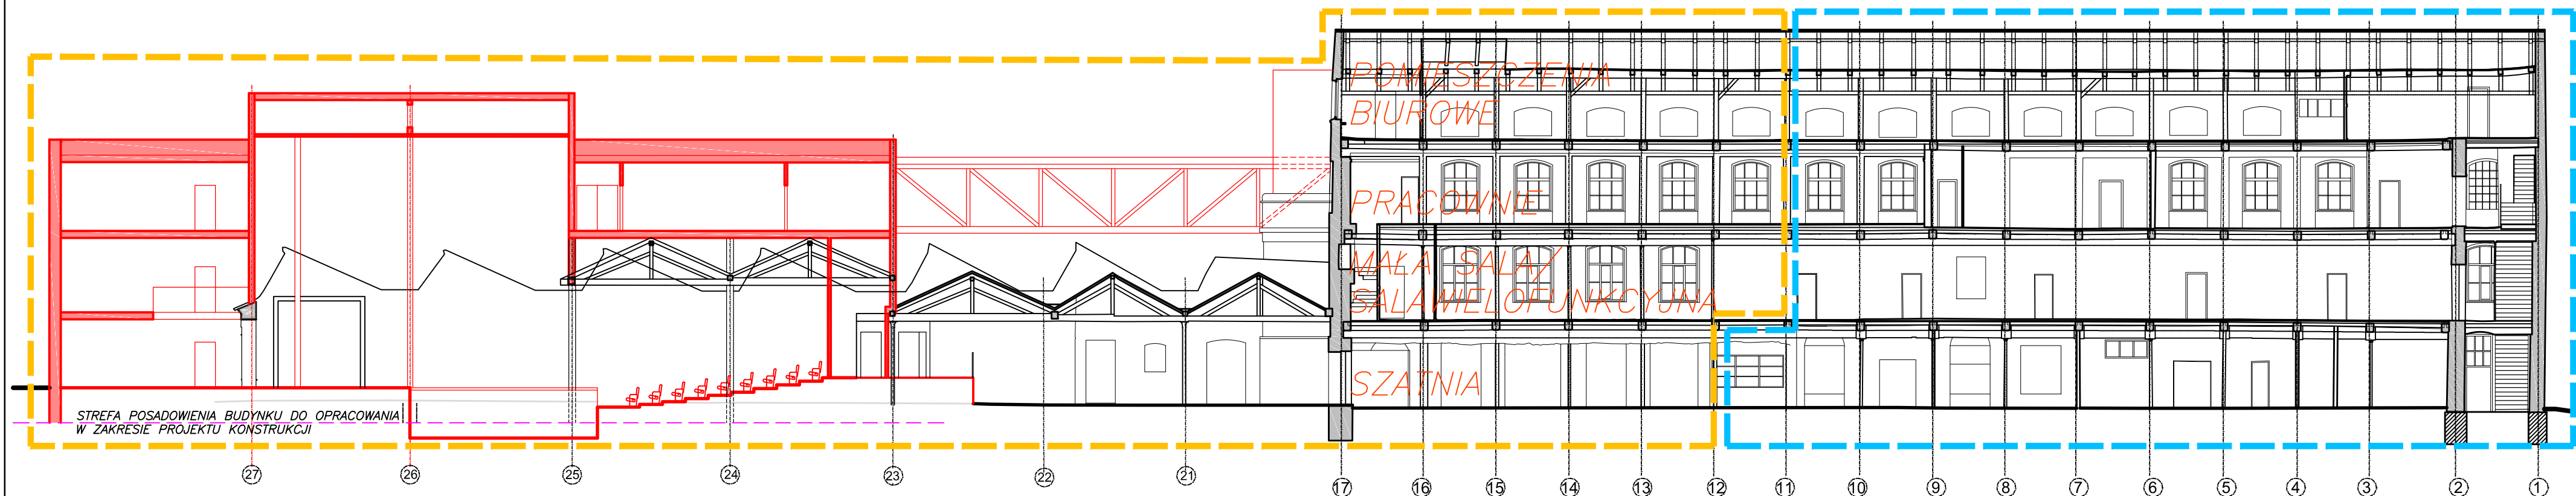 POMIESZCZENIA
BIUROWE
PRACOWNIE
MAŁA SALA/
SALA WIELOFUNKCYJNA
SZATNIA
STREFA POSADOWIENIA BUDYNKU DO OPRACOWANIA
W ZAKRESIE PROJEKTU KONSTRUKCJI
27 26 25 24 23 22 21 17 16 15 14 13 12 11 10 9 8 7 6 5 4 3 2 1